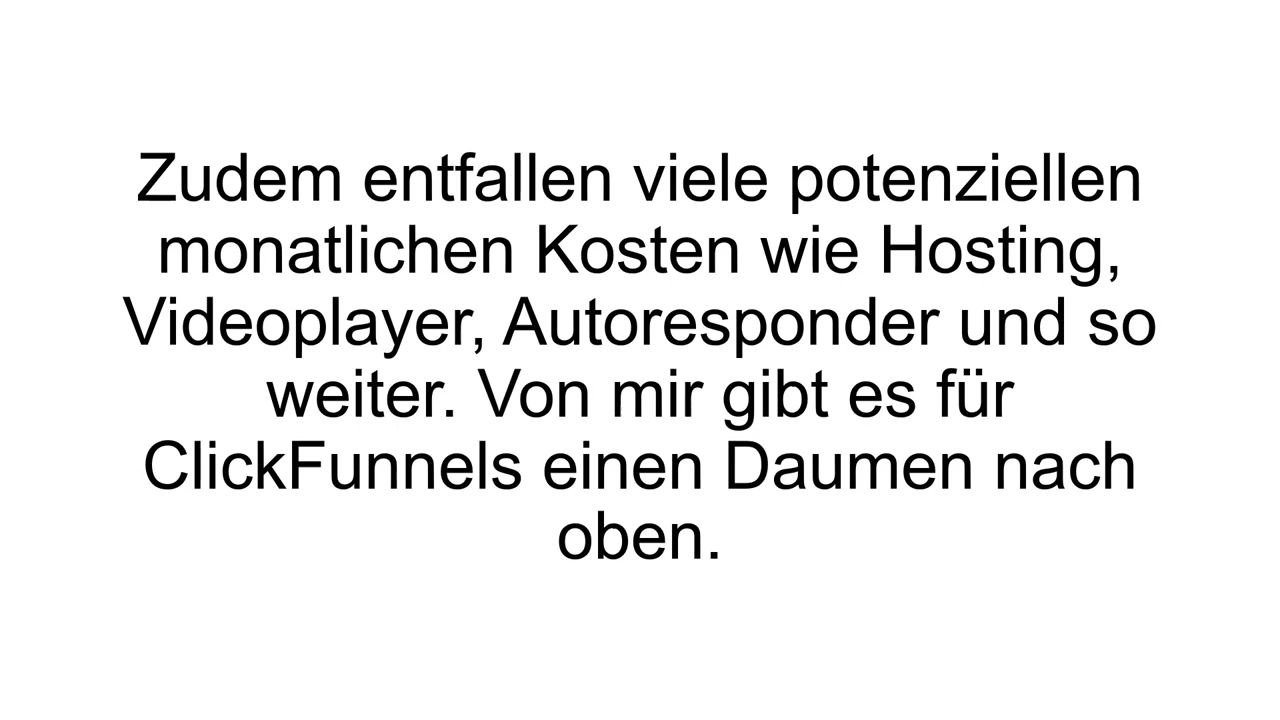 Zudem entfallen viele potenziellen
monatlichen Kosten wie Hosting,
Videoplayer, Autoresponder und so
weiter. Von mir gibt es für
ClickFunnels einen Daumen nach
oben.